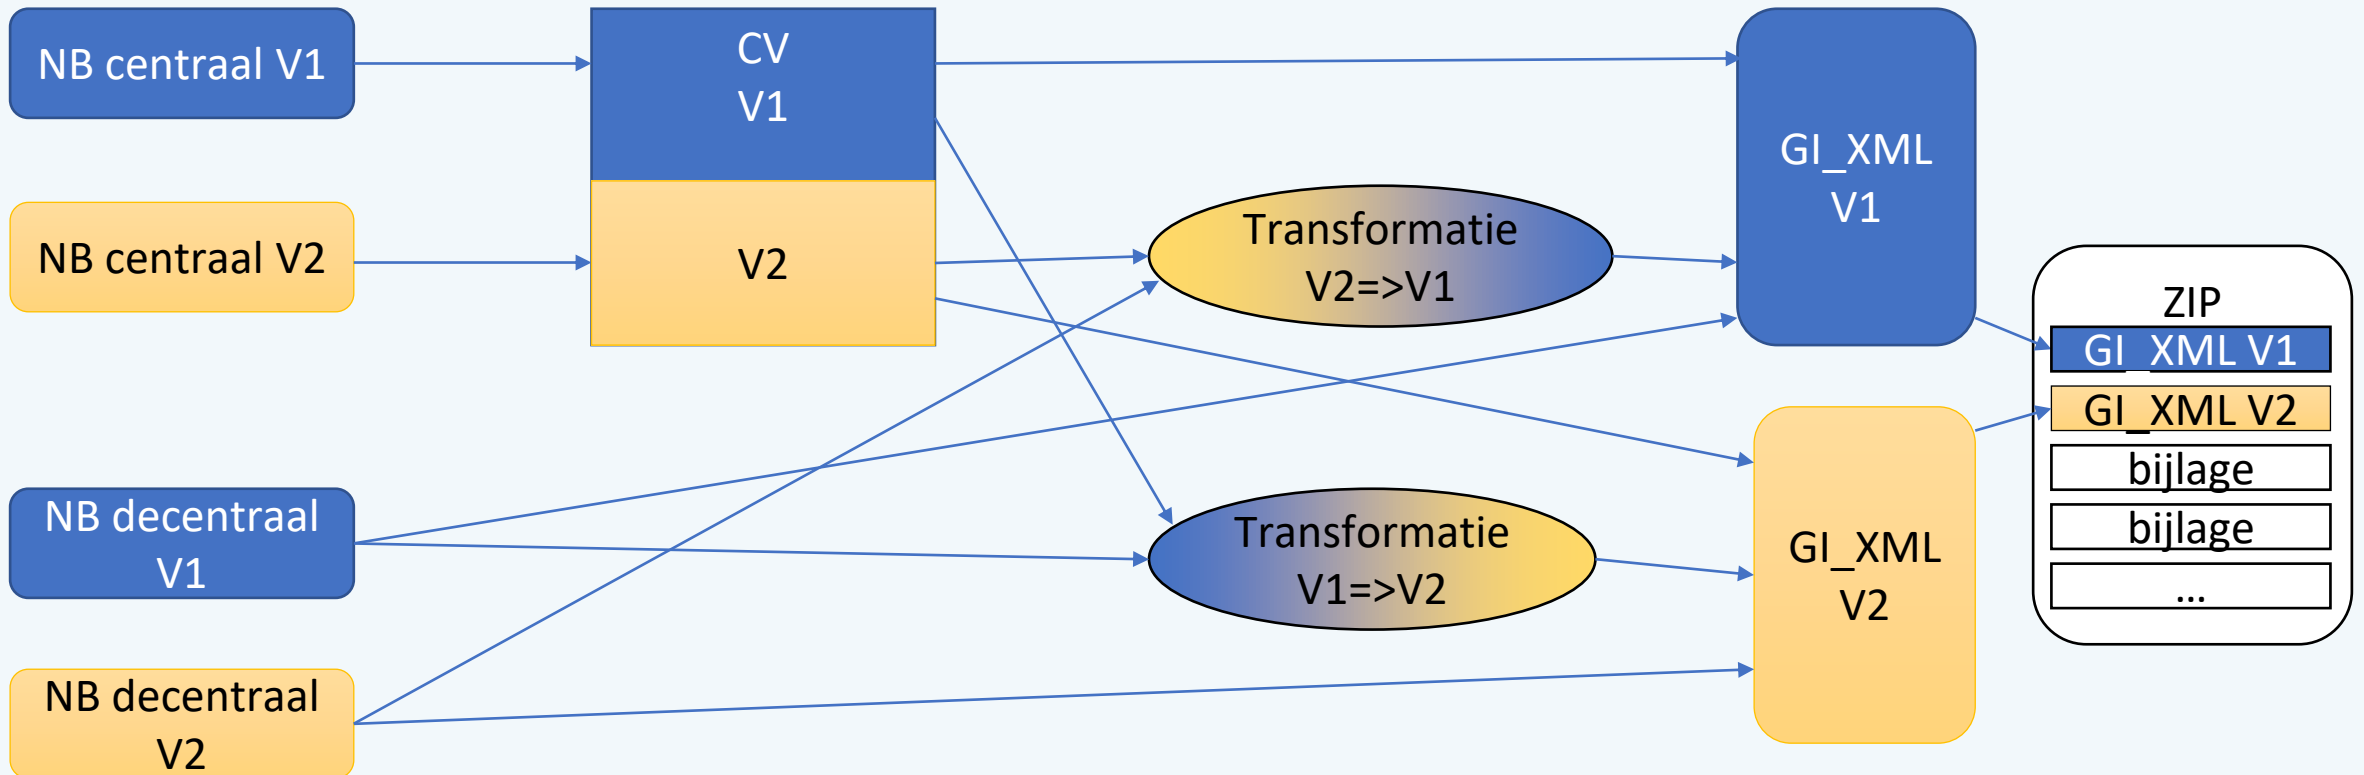 NB centraal V1
NB centraal V2
NB decentraal
V1
NB decentraal
V2
CV
V1
V2
Transformatie
V2=>V1
Transformatie
V1=>V2
GI_XML
V1
GI_XML
V2
ZIP
GI_XML V1
GI_XML V2
bijlage
bijlage
...